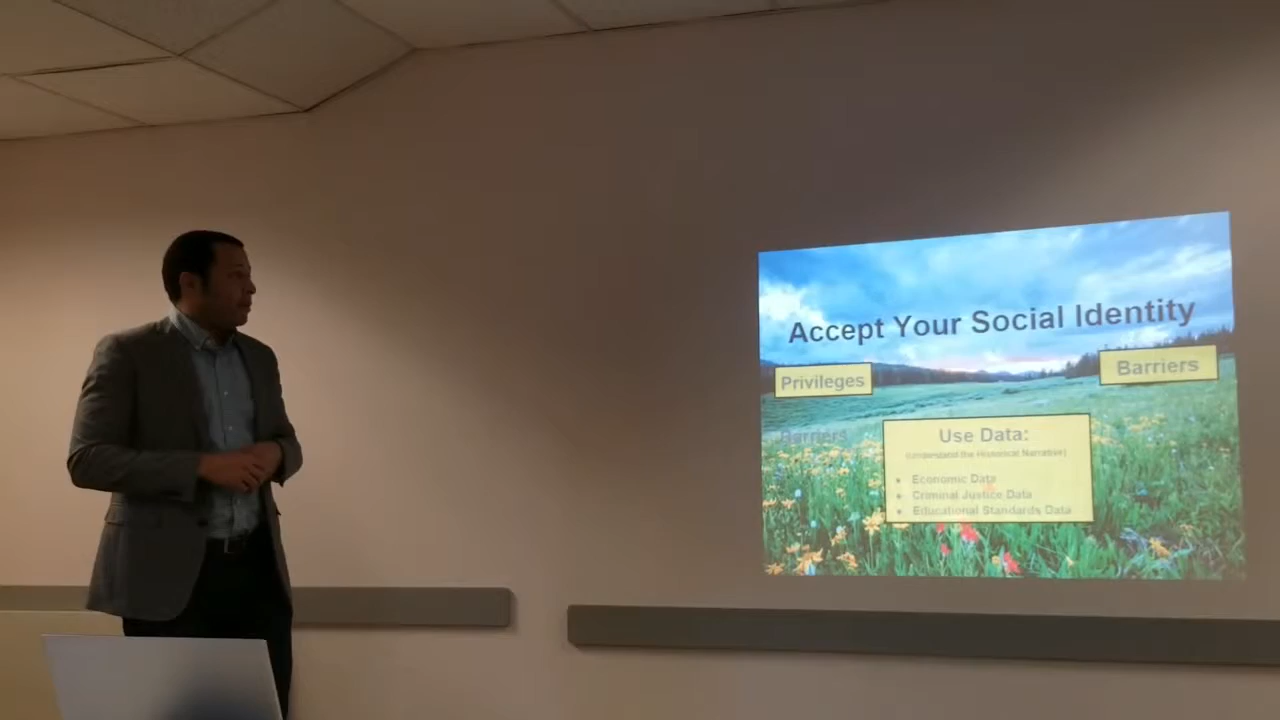 Accept Your Social Identity
Privileges
Barriers
Barriers
Use Data:
(Understand the Historical Narrative)
• Economic Data
• Criminal Justice Data
• Educational Standards Data